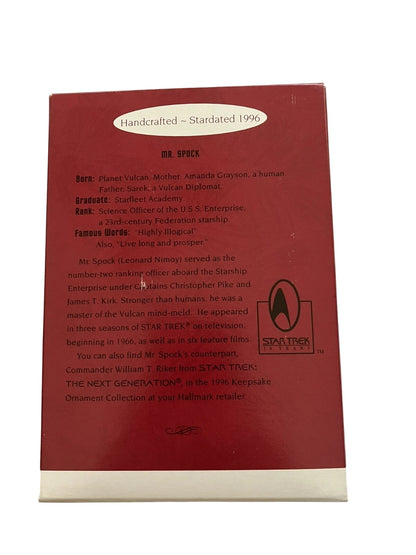 Handcrafted ~ Stardated 1996
MR. SPOCK
Born: Planet Vulcan. Mother, Amanda Grayson, a human
Father, Sarek, a Vulcan Diplomat.
Graduate: Starfleet Academy
Rank: Science Officer of the U.S.S. Enterprise,
a 23rd-century Federation starship.
Famous Words: "Highly Illogical"
Also, "Live long and prosper."
Mr. Spock (Leonard Nimoy) served as the
number-two ranking officer aboard the Starship
Enterprise under Captains Christopher Pike and
James T. Kirk. Stronger than humans, he was a
master of the Vulcan mind-meld. He appeared
in three seasons of STAR TREK® on television,
beginning in 1966, as well as in six feature films.
You can also find Mr. Spock's counterpart,
Commander William T. Riker from STAR TREK:
THE NEXT GENERATION®, in the 1996 Keepsake
Ornament Collection at your Hallmark retailer.
STAR TREK
30 YEARS
TM